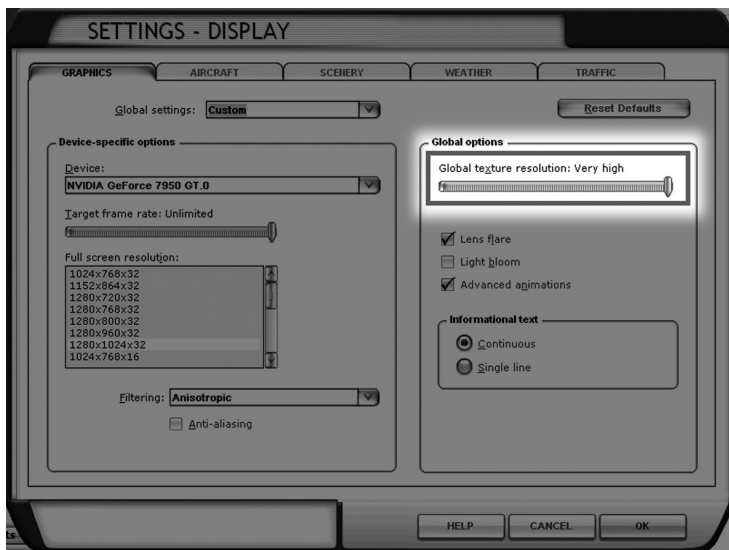 SETTINGS - DISPLAY
GRAPHICS
AIRCRAFT
SCENERY
WEATHER
TRAFFIC
Global settings: Custom
Reset Defaults
Device-specific options
Device:
NVIDIA GeForce 7950 GT.0
Target frame rate: Unlimited
Full screen resolution:
1024x768x32
1152x864x32
1280x720x32
1280x768x32
1280x800x32
1280x960x32
1280x1024x32
1024x768x16
Filtering: Anisotropic
Anti-aliasing
Global options
Global texture resolution: Very high
Lens flare
Light bloom
Advanced animations
Informational text
Continuous
Single line
ts
HELP
CANCEL
OK